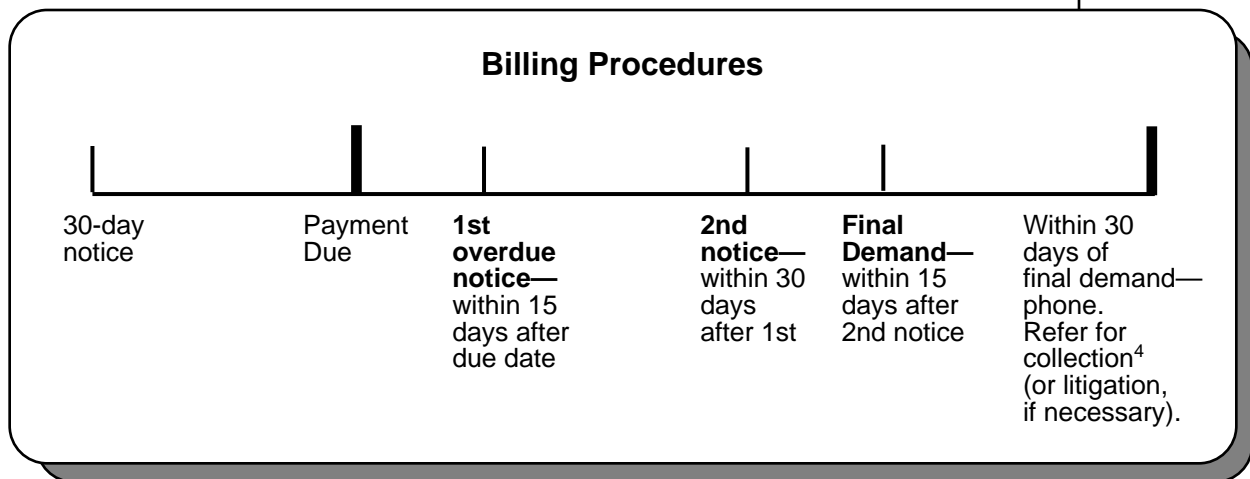 Billing Procedures
30-day
notice
Payment
Due
1st
overdue
notice—
within 15
days after
due date
2nd
notice—
within 30
days
after 1st
Final
Demand—
within 15
days after
2nd notice
Within 30
days of
final demand—
phone.
Refer for
collection4
(or litigation,
if necessary).